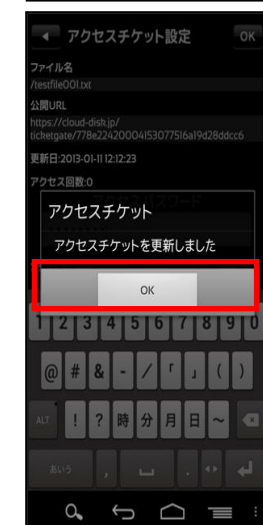 アクセスチケット設定 OK
ファイル名
/testfile001.txt
公開URL
https://cloud-disk.jp/
ticketgate/778e2242000415307751​6a19d28ddcc6
更新日:2013-01-11 12:12:23
アクセス回数:0
アクセスチケット
アクセスチケットを更新しました
OK
1 2 3 4 5 6 7 8 9 0
@ # & - / 「 」 ( )
ALT ! ? 時 分 月 日 ~
あいう , .